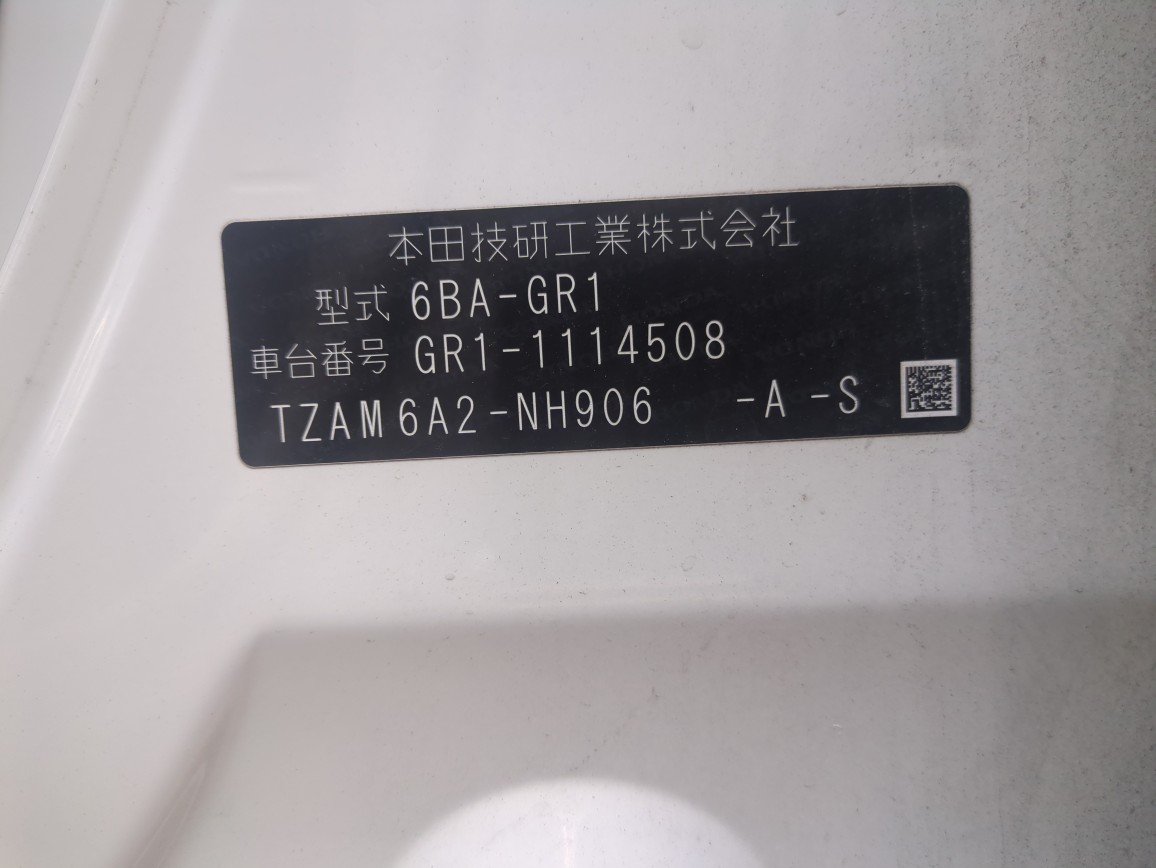 本田技研工業株式会社
型式 6BA-GR1
車台番号 GR1-1114508
TZAM6A2-NH906 -A -S